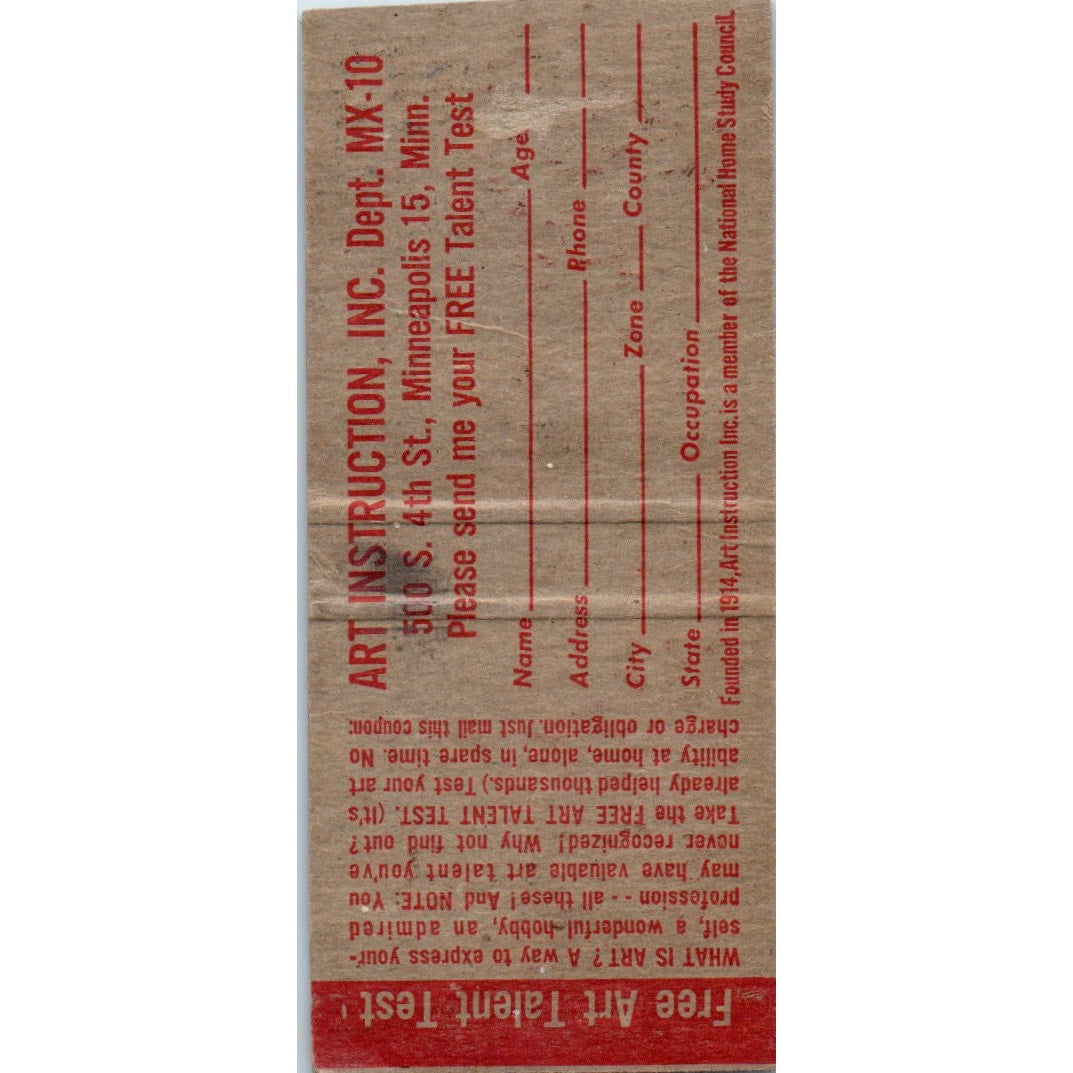 Free Art Talent Test
WHAT IS ART? A way to express your-
self, a wonderful hobby, an admired
profession -- all these! And NOTE: You
may have valuable art talent you've
never recognized! Why not find out?
Take the FREE ART TALENT TEST. (It's
already helped thousands.) Test your art
ability at home, alone, in spare time. No
charge or obligation. Just mail this coupon:
ART INSTRUCTION, INC. Dept. MX-10
500 S. 4th St., Minneapolis 15, Minn.
Please send me your FREE Talent Test
Name Age
Address Phone
City Zone County
State Occupation
Founded in 1914, Art Instruction Inc. is a member of the National Home Study Council